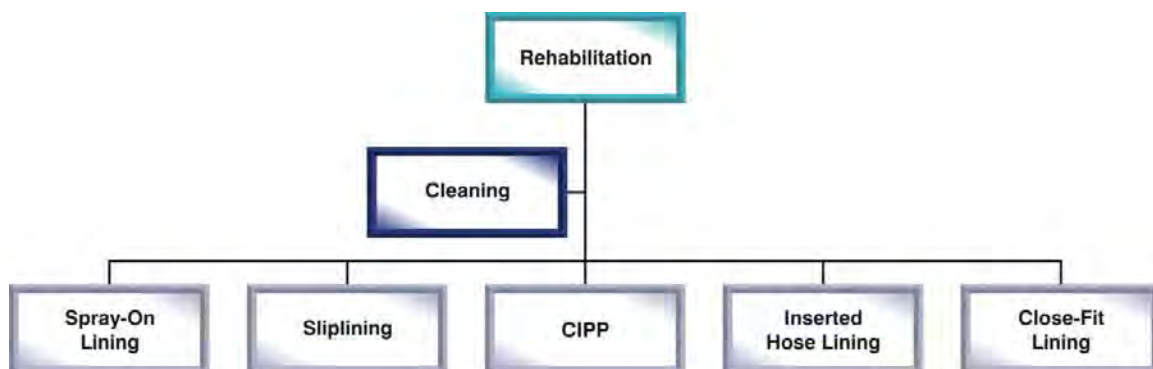 Rehabilitation
Cleaning
Spray-On
Lining
Sliplining
CIPP
Inserted
Hose Lining
Close-Fit
Lining